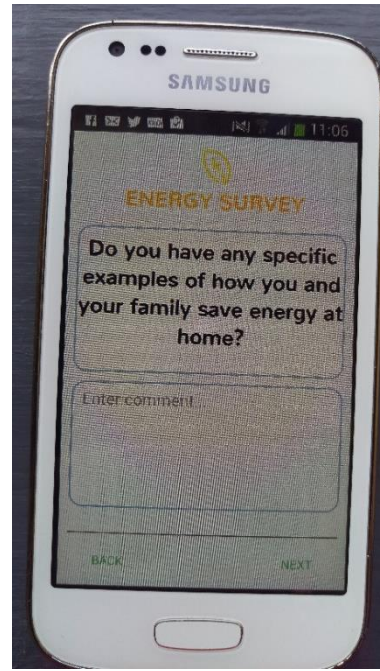 SAMSUNG
11:06
ENERGY SURVEY
Do you have any specific
examples of how you and
your family save energy at
home?
Enter comment...
BACK
NEXT